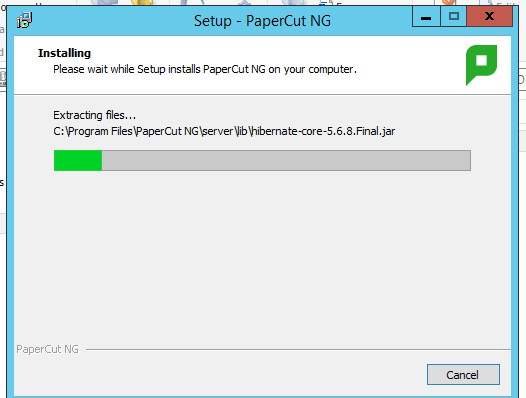 Setup - PaperCut NG
Installing
Please wait while Setup installs PaperCut NG on your computer.
Extracting files...
C:\Program Files\PaperCut NG\server\lib\hibernate-core-5.6.8.Final.jar
PaperCut NG
Cancel